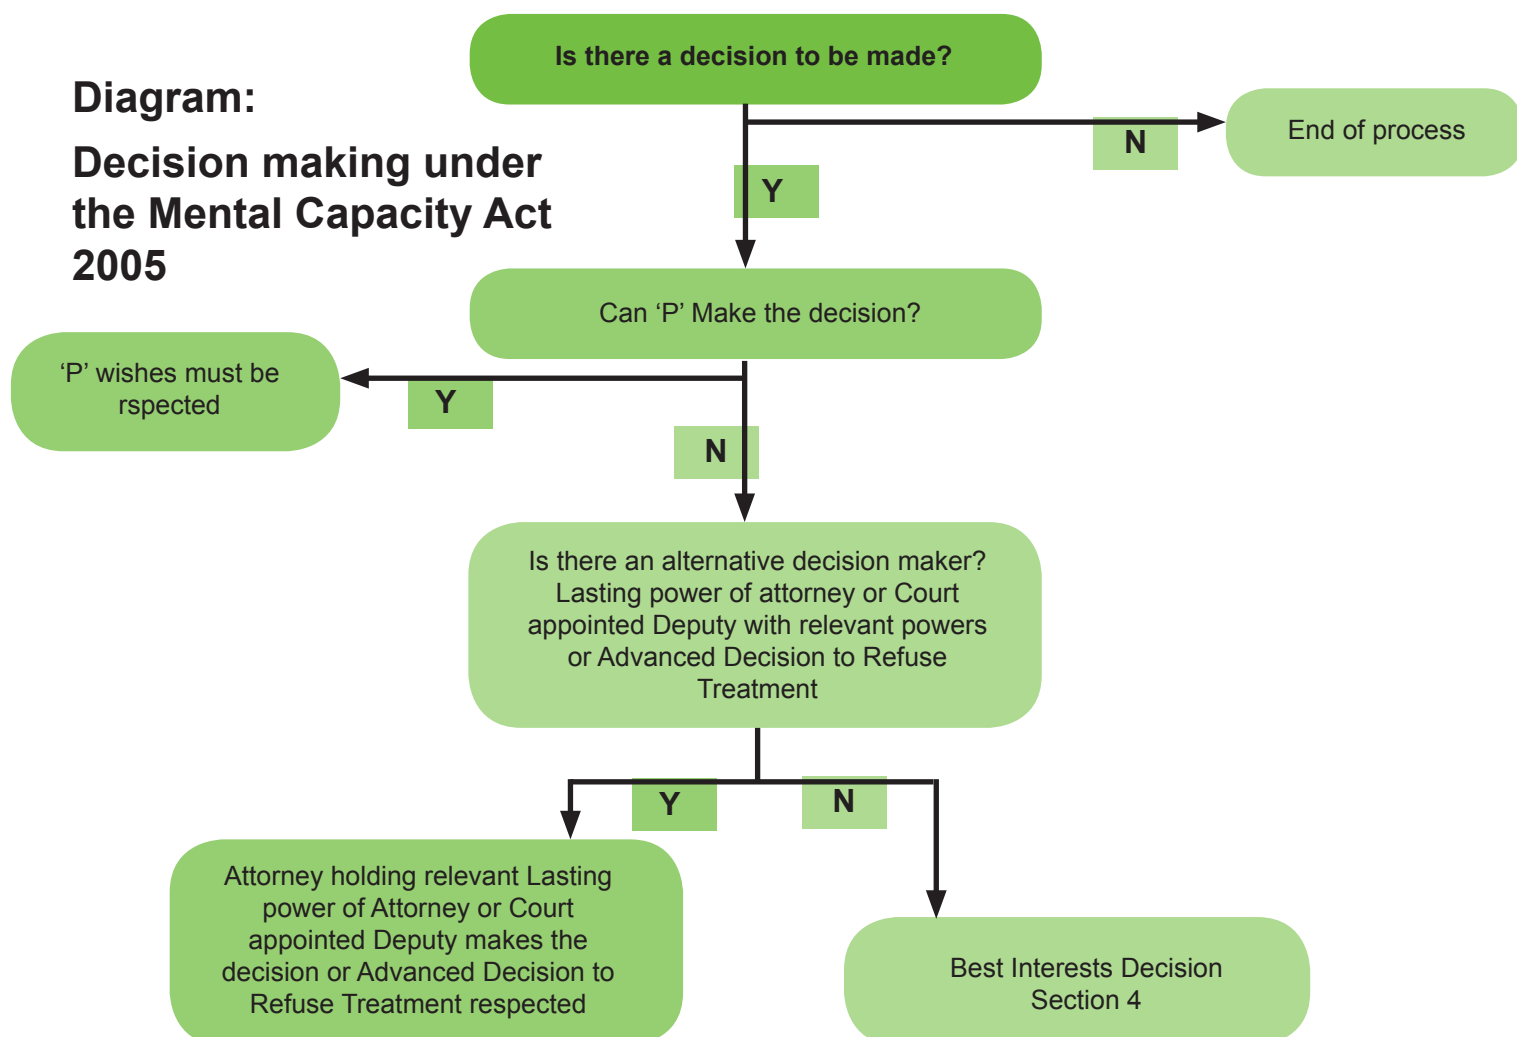 Is there a decision to be made?
Diagram:
Decision making under
the Mental Capacity Act
2005
N
End of process
Y
Can ‘P’ Make the decision?
‘P’ wishes must be
rspected
Y
N
Is there an alternative decision maker?
Lasting power of attorney or Court
appointed Deputy with relevant powers
or Advanced Decision to Refuse
Treatment
Y
N
Attorney holding relevant Lasting
power of Attorney or Court
appointed Deputy makes the
decision or Advanced Decision to
Refuse Treatment respected
Best Interests Decision
Section 4